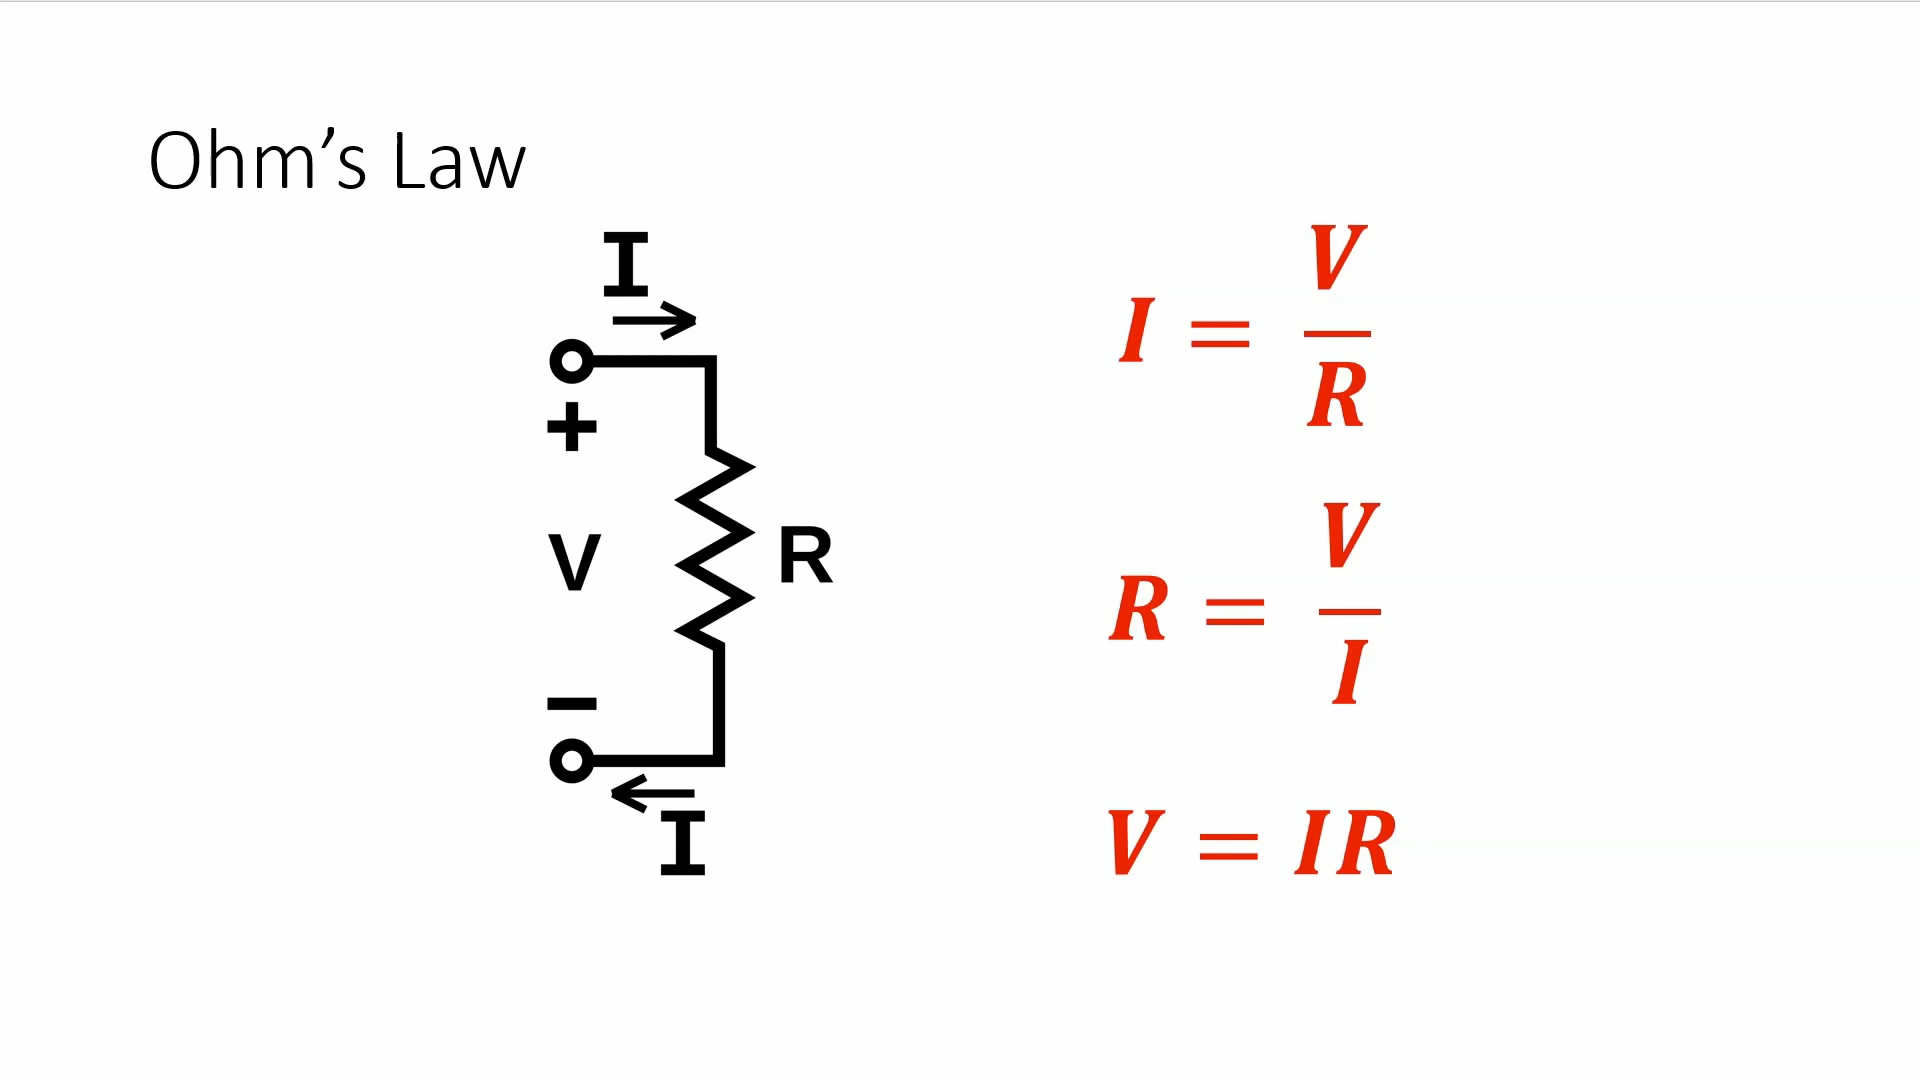 Ohm’s Law
I
+
V
R
−
I
I = V/R
R = V/I
V = IR